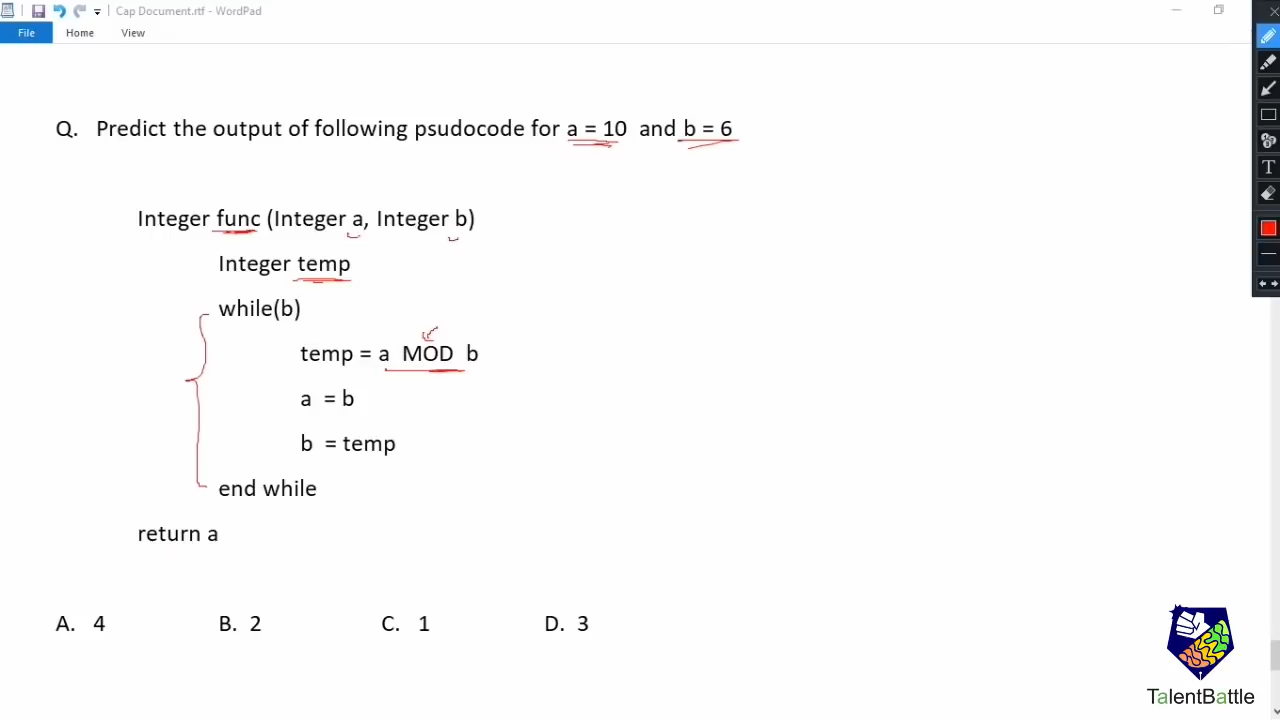 Cap Document.rtf - WordPad
File Home View
Q. Predict the output of following psudocode for a = 10 and b = 6
Integer func (Integer a, Integer b)
Integer temp
while(b)
temp = a MOD b
a = b
b = temp
end while
return a
A. 4 B. 2 C. 1 D. 3
T
TalentBattle